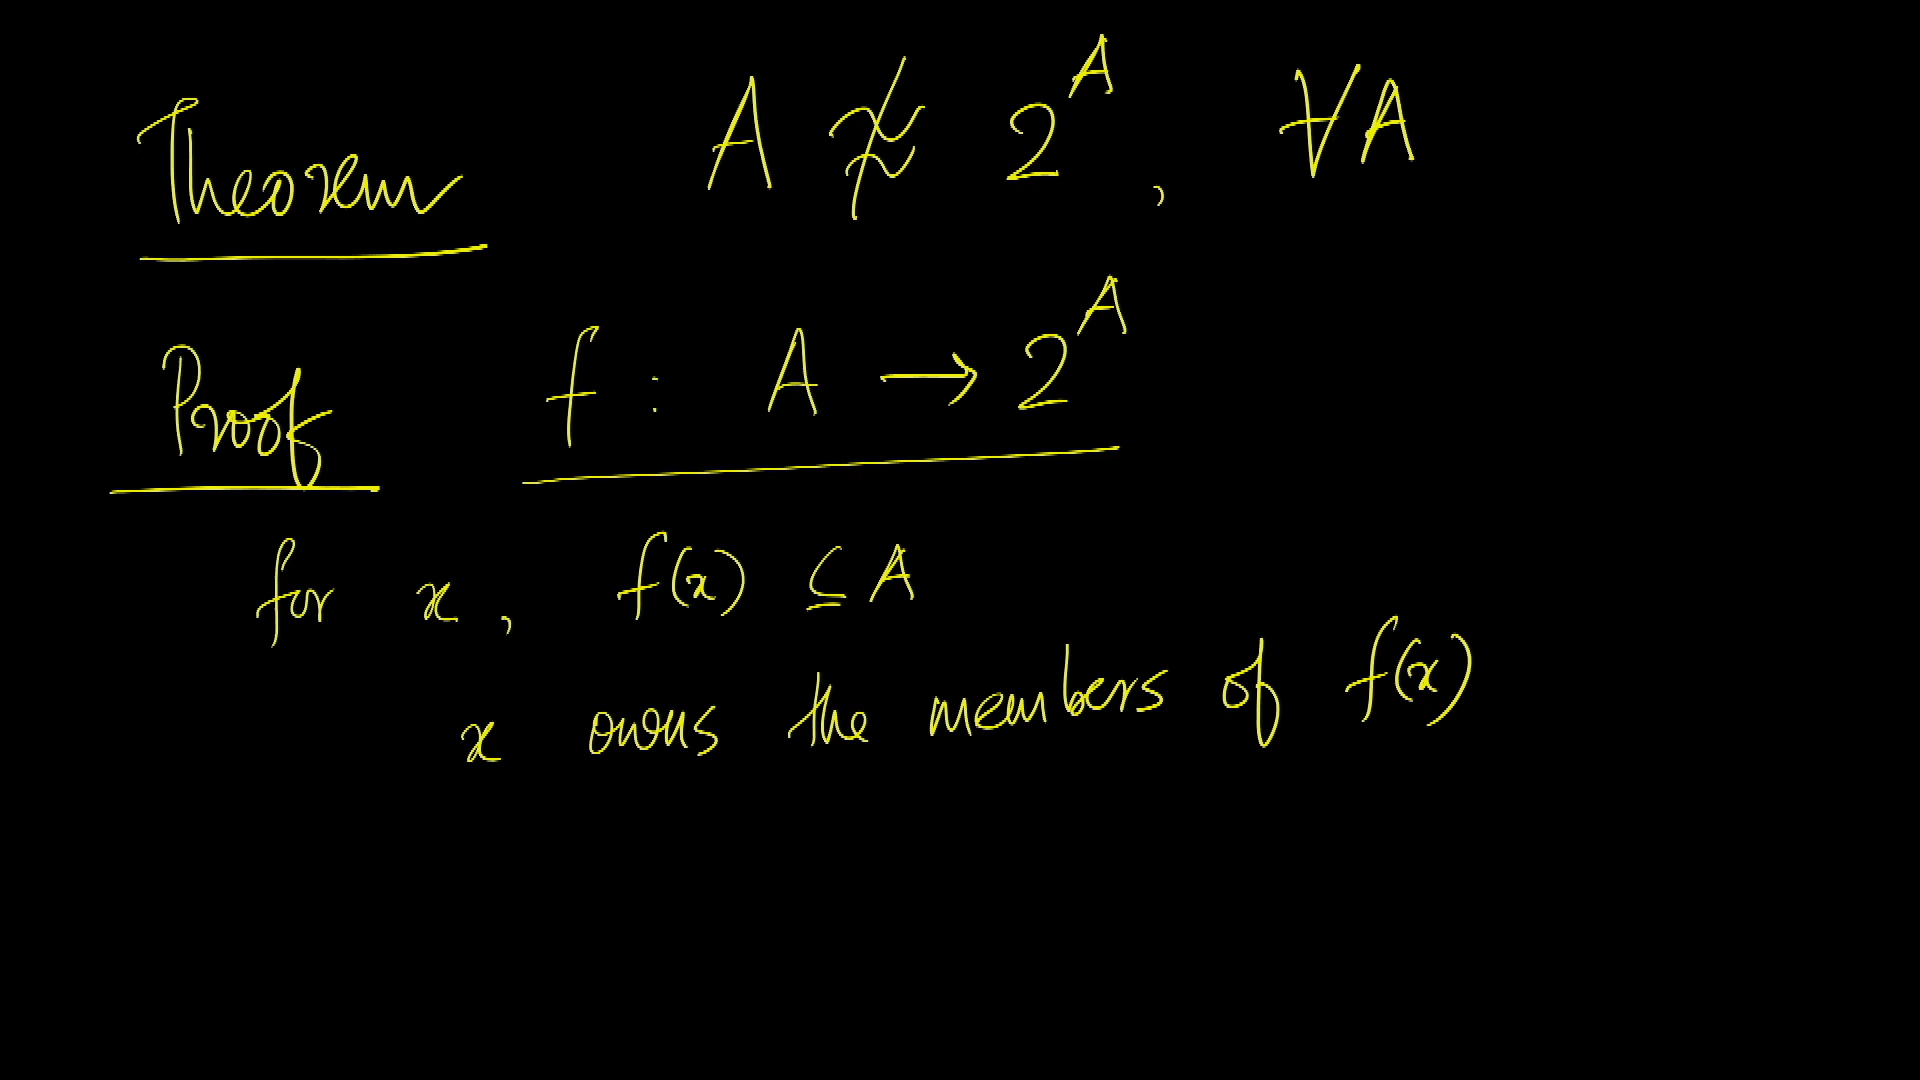 Theorem A ≉ 2^A, ∀A
Proof f : A → 2^A
for x, f(x) ⊆ A
x owns the members of f(x)